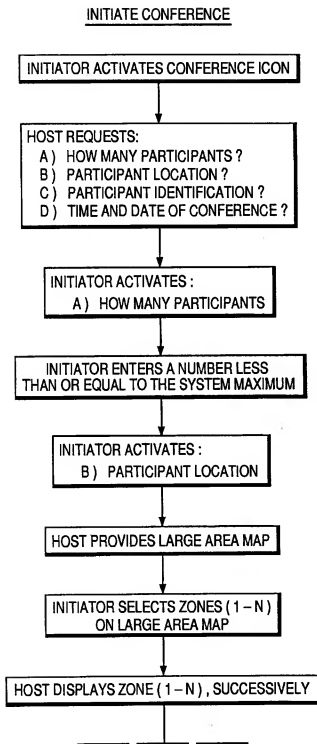 INITIATE CONFERENCE
INITIATOR ACTIVATES CONFERENCE ICON
HOST REQUESTS:
A) HOW MANY PARTICIPANTS ?
B) PARTICIPANT LOCATION ?
C) PARTICIPANT IDENTIFICATION ?
D) TIME AND DATE OF CONFERENCE ?
INITIATOR ACTIVATES :
A) HOW MANY PARTICIPANTS
INITIATOR ENTERS A NUMBER LESS
THAN OR EQUAL TO THE SYSTEM MAXIMUM
INITIATOR ACTIVATES :
B) PARTICIPANT LOCATION
HOST PROVIDES LARGE AREA MAP
INITIATOR SELECTS ZONES (1 – N)
ON LARGE AREA MAP
HOST DISPLAYS ZONE (1 – N), SUCCESSIVELY